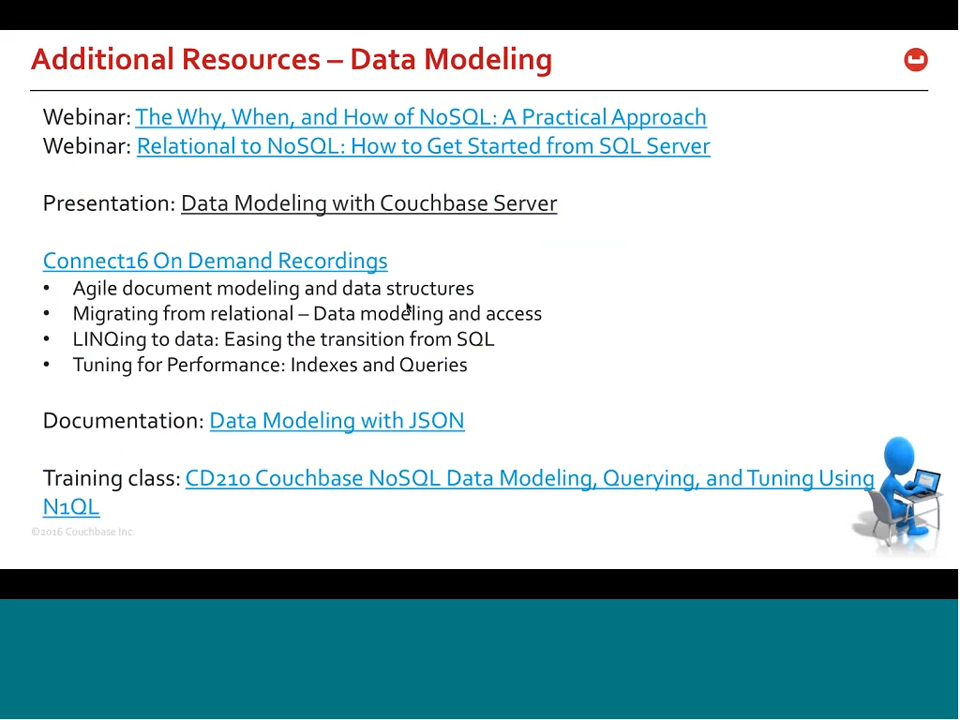 Additional Resources – Data Modeling
Webinar: The Why, When, and How of NoSQL: A Practical Approach
Webinar: Relational to NoSQL: How to Get Started from SQL Server
Presentation: Data Modeling with Couchbase Server
Connect16 On Demand Recordings
• Agile document modeling and data structures
• Migrating from relational – Data modeling and access
• LINQing to data: Easing the transition from SQL
• Tuning for Performance: Indexes and Queries
Documentation: Data Modeling with JSON
Training class: CD210 Couchbase NoSQL Data Modeling, Querying, and Tuning Using
N1QL
©2016 Couchbase Inc.